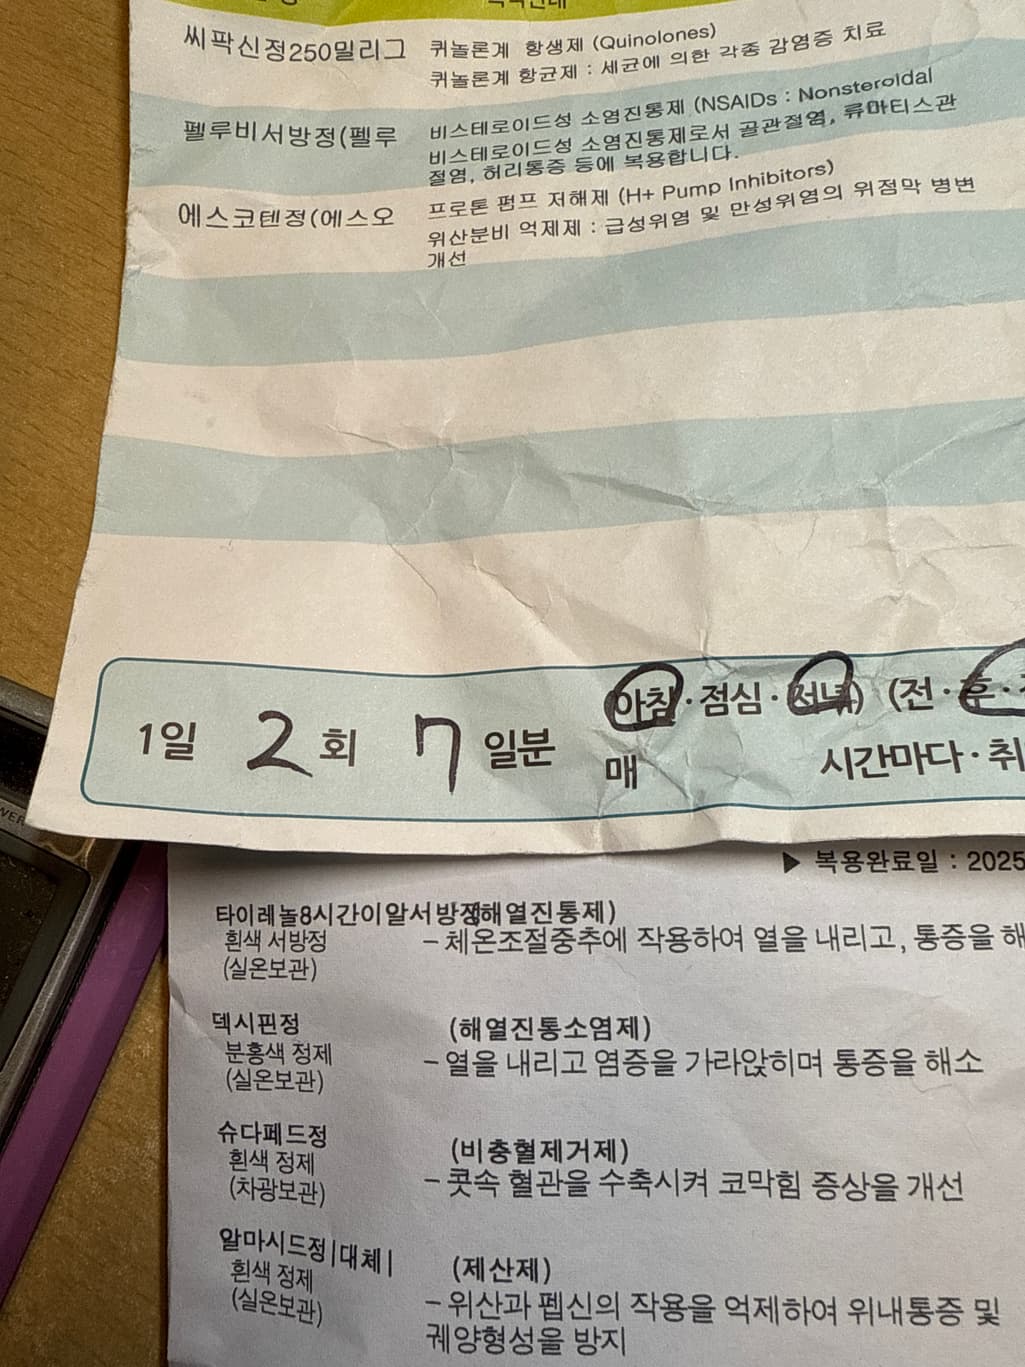 씨팍신정250밀리그 퀴놀론계 항생제 (Quinolones)
퀴놀론계 항균제 : 세균에 의한 각종 감염증 치료
펠루비서방정(펠루 비스테로이드성 소염진통제 (NSAIDs : Nonsteroidal
비스테로이드성 소염진통제로서 골관절염, 류마티스관
절염, 허리통증 등에 복용합니다.
에스코텐정(에스오 프로톤 펌프 저해제 (H+ Pump Inhibitors)
위산분비 억제제 : 급성위염 및 만성위염의 위점막 병변
개선
1일 2 회 7 일분 아침·점심·저녁) (전·후·
매 시간마다·취
▶ 복용완료일 : 2025
타이레놀8시간이알서방정(해열진통제)
흰색 서방정 – 체온조절중추에 작용하여 열을 내리고, 통증을 해
(실온보관)
덱시핀정 (해열진통소염제)
분홍색 정제 – 열을 내리고 염증을 가라앉히며 통증을 해소
(실온보관)
슈다페드정 (비충혈제거제)
흰색 정제 – 콧속 혈관을 수축시켜 코막힘 증상을 개선
(차광보관)
알마시드정|대체| (제산제)
흰색 정제 – 위산과 펩신의 작용을 억제하여 위내통증 및
(실온보관) 궤양형성을 방지